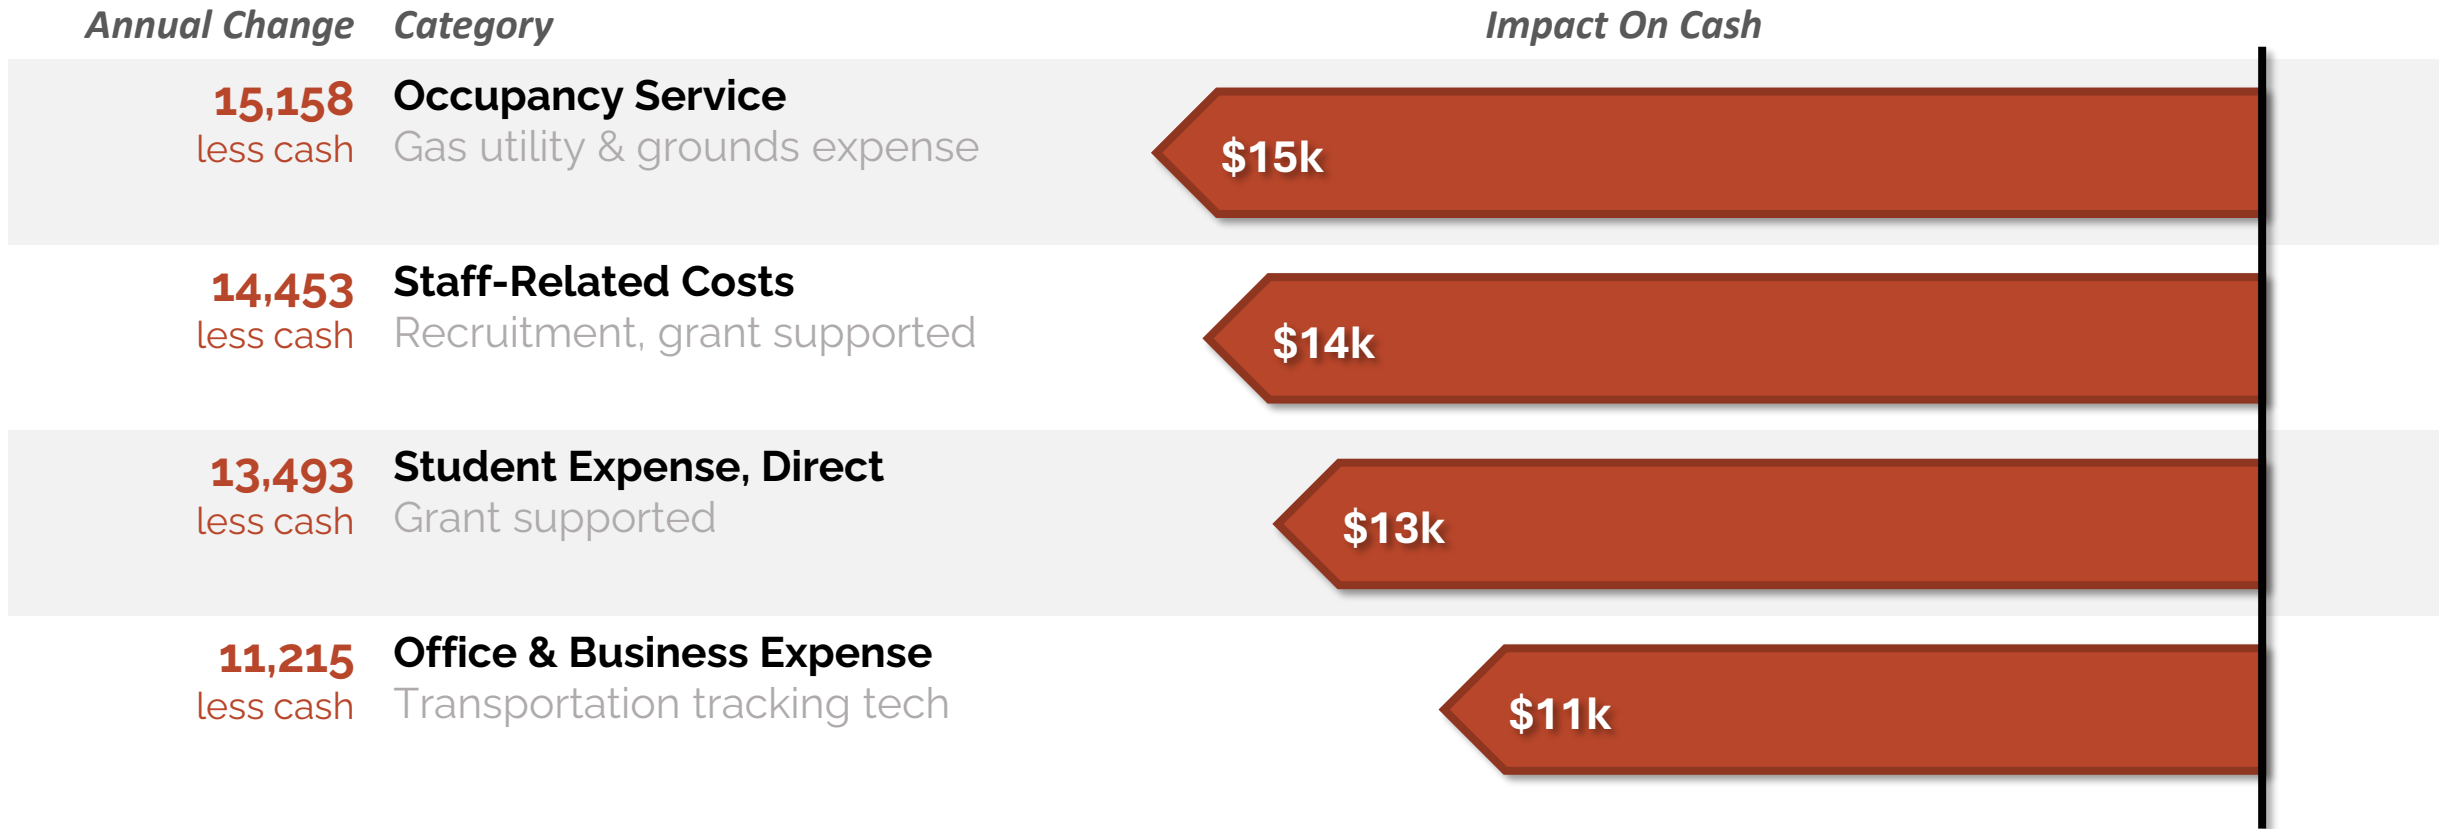 Annual Change Category Impact On Cash
15,158 Occupancy Service
less cash Gas utility & grounds expense
$15k
14,453 Staff-Related Costs
less cash Recruitment, grant supported
$14k
13,493 Student Expense, Direct
less cash Grant supported
$13k
11,215 Office & Business Expense
less cash Transportation tracking tech
$11k